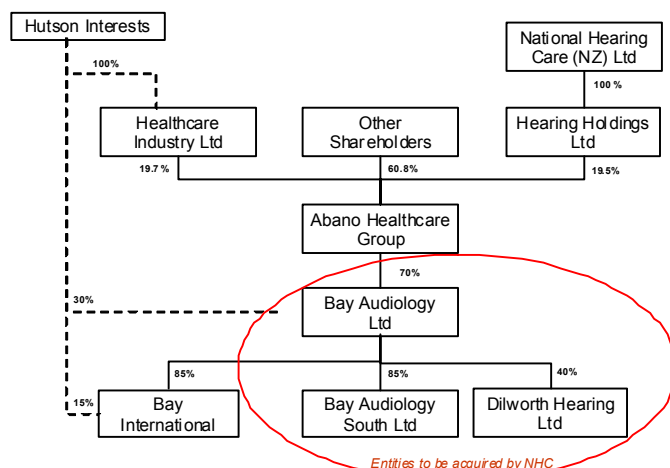 Hutson Interests
National Hearing
Care (NZ) Ltd
100%
100 %
Healthcare
Industry Ltd
Other
Shareholders
Hearing Holdings
Ltd
19.7%
60.8%
19.5%
Abano Healthcare
Group
70%
30%
Bay Audiology
Ltd
85%
85%
40%
15%
Bay
International
Bay Audiology
South Ltd
Dilworth Hearing
Ltd
Entities to be acquired by NHC